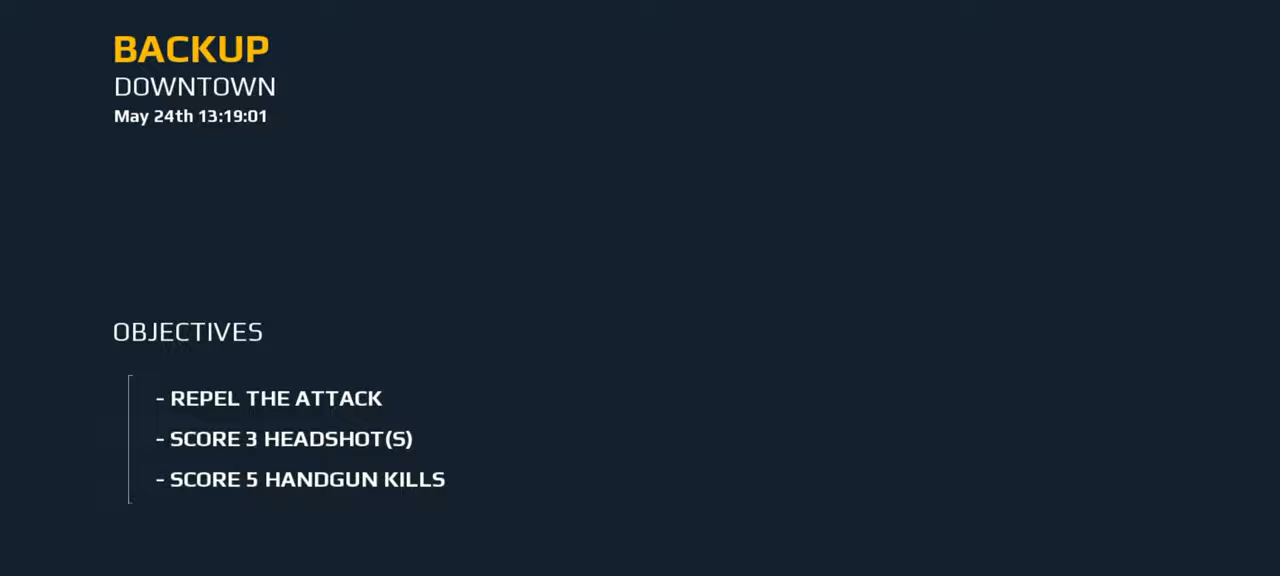 BACKUP
DOWNTOWN
May 24th 13:19:01
OBJECTIVES
- REPEL THE ATTACK
- SCORE 3 HEADSHOT(S)
- SCORE 5 HANDGUN KILLS